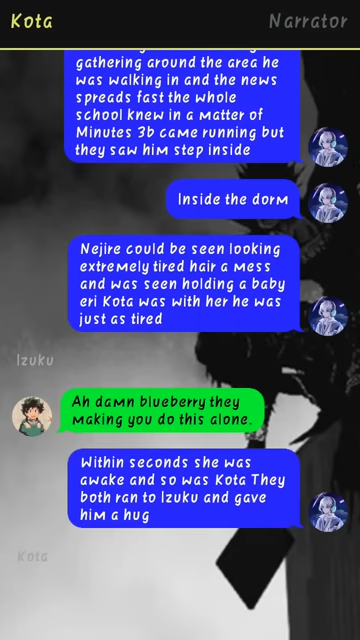 Kota
Narrator
gathering around the area he
was walking in and the news
spreads fast the whole
school knew in a matter of
Minutes 3b came running but
they saw him step inside
Inside the dorm
Nejire could be seen looking
extremely tired hair a mess
and was seen holding a baby
eri Kota was with her he was
just as tired
Izuku
Ah damn blueberry they
making you do this alone.
Within seconds she was
awake and so was Kota They
both ran to Izuku and gave
him a hug
Kota